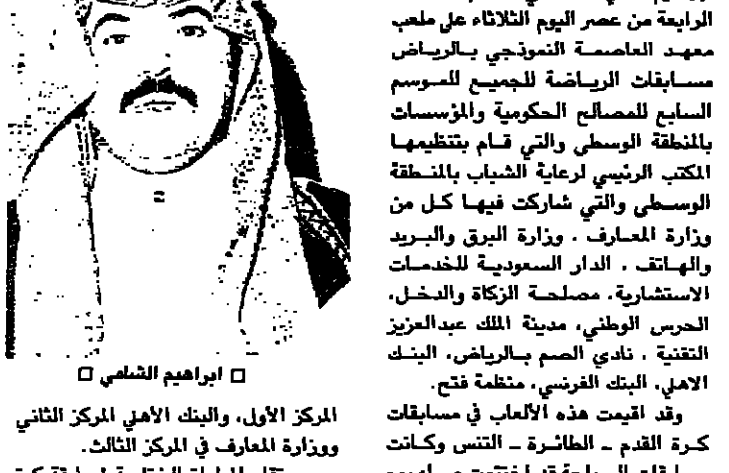 الرابعة من عصر اليوم الثلاثاء على ملعب
معهد العاصمة النموذجي بالرياض
مسابقات الرياضة للجميع للموسم
السابع للمصالح الحكومية والمؤسسات
بالمنطقة الوسطى والتي قام بتنظيمها
المكتب الرئيسي لرعاية الشباب بالمنطقة
الوسطى والتي شاركت فيها كل من
وزارة المعارف . وزارة البرق والبريد
والهاتف . الدار السعودية للخدمات
الاستشارية. مصلحة الزكاة والدخل.
الحرس الوطني. مدينة الملك عبدالعزيز
التقنية . نادي الصم بالرياض. البنك
الاهلي. البنك الفرنسي. منظمة فتح.
وقد اقيمت هذه الألعاب في مسابقات
كرة القدم - الطائرة - التنس وكانت
□ ابراهيم الشامي □
المركز الأول، والبنك الأهلي المركز الثاني
ووزارة المعارف في المركز الثالث.